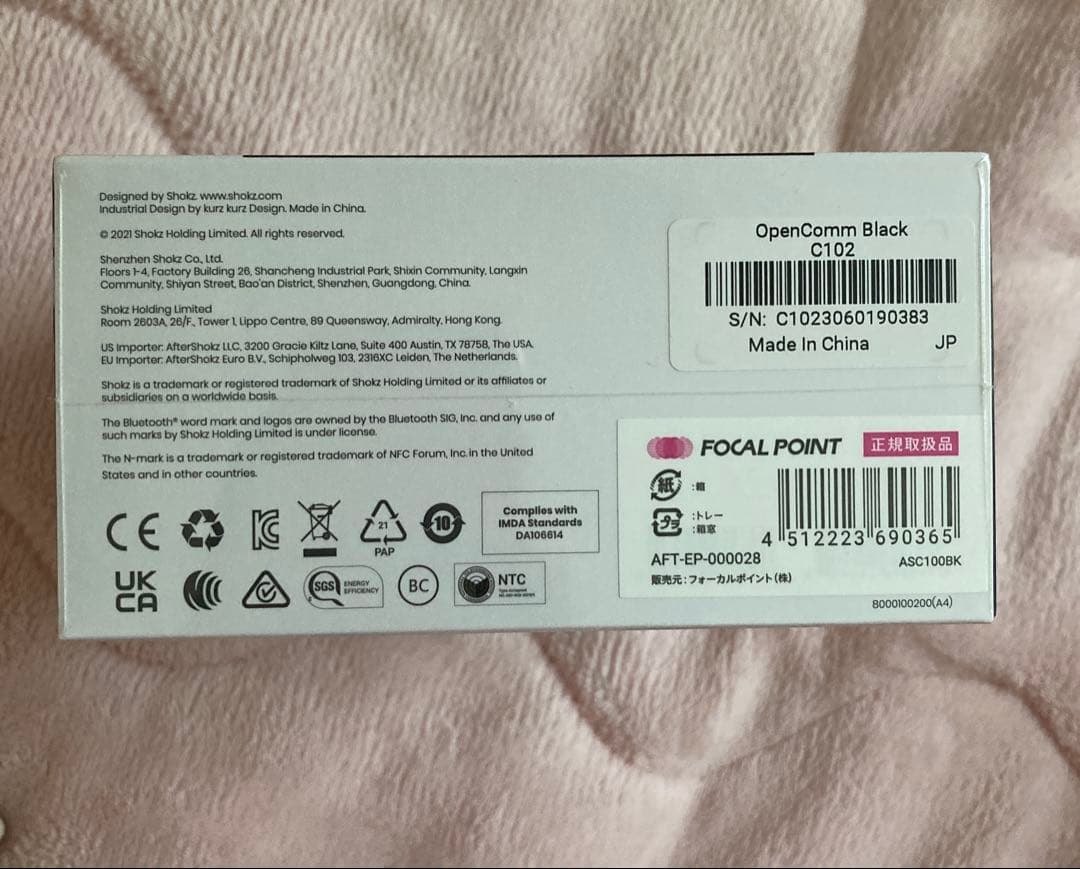 Designed by Shokz. www.shokz.com
Industrial Design by kurz kurz Design. Made in China.
© 2021 Shokz Holding Limited. All rights reserved.
Shenzhen Shokz Co., Ltd.
Floors 1-4, Factory Building 26, Shancheng Industrial Park, Shixin Community, Langxin
Community, Shiyan Street, Bao'an District, Shenzhen, Guangdong, China.
Shokz Holding Limited
Room 2603A, 26/F., Tower 1, Lippo Centre, 89 Queensway, Admiralty, Hong Kong.
US Importer: AfterShokz LLC, 3200 Gracie Kiltz Lane, Suite 400 Austin, TX 78758, The USA.
EU Importer: AfterShokz Euro B.V., Schipholweg 103, 2316XC Leiden, The Netherlands.
Shokz is a trademark or registered trademark of Shokz Holding Limited or its affiliates or
subsidiaries on a worldwide basis.
The Bluetooth® word mark and logos are owned by the Bluetooth SIG, Inc. and any use of
such marks by Shokz Holding Limited is under license.
The N-mark is a trademark or registered trademark of NFC Forum, Inc. in the United
States and in other countries.
CE
21
PAP
10
Complies with
IMDA Standards
DA106614
UK
CA
SGS ENERGY
EFFICIENCY
BC
NTC
OpenComm Black
C102
S/N: C1023060190383
Made In China JP
FOCAL POINT 正規取扱品
紙 :箱
プラ :トレー
:箱窓
4 512223 690365
AFT-EP-000028 ASC100BK
販売元:フォーカルポイント(株)
8000100200(A4)